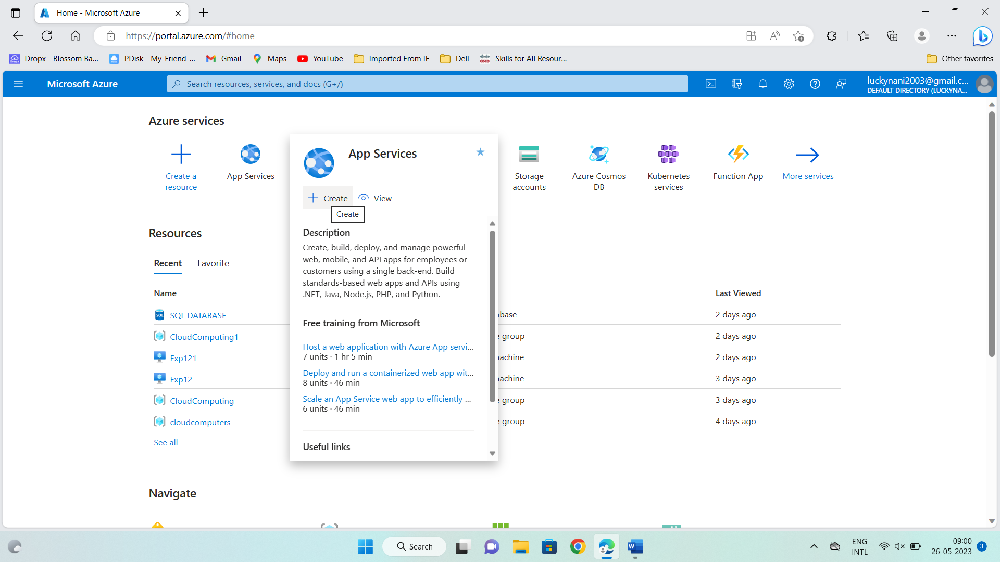 Home - Microsoft Azure
https://portal.azure.com/#home
Dropx - Blossom Ba...
PDisk - My_Friend_...
Gmail
Maps
YouTube
Imported From IE
Dell
Skills for All Resour...
Other favorites
Microsoft Azure
Search resources, services, and docs (G+/)
luckynani2003@gmail.c...
DEFAULT DIRECTORY (LUCKYNA...
Azure services
Create a
resource
App Services
Storage
accounts
Azure Cosmos
DB
Kubernetes
services
Function App
More services
App Services
Create
View
Create
Description
Create, build, deploy, and manage powerful
web, mobile, and API apps for employees or
customers using a single back-end. Build
standards-based web apps and APIs using
.NET, Java, Node.js, PHP, and Python.
Free training from Microsoft
Host a web application with Azure App servi...
7 units · 1 hr 5 min
Deploy and run a containerized web app wit...
8 units · 46 min
Scale an App Service web app to efficiently ...
6 units · 46 min
Useful links
Resources
Recent
Favorite
Name
Last Viewed
SQL DATABASE
abase
2 days ago
CloudComputing1
e group
2 days ago
Exp121
nachine
2 days ago
Exp12
nachine
3 days ago
CloudComputing
e group
3 days ago
cloudcomputers
e group
4 days ago
See all
Navigate
Search
ENG
INTL
09:00
26-05-2023
3